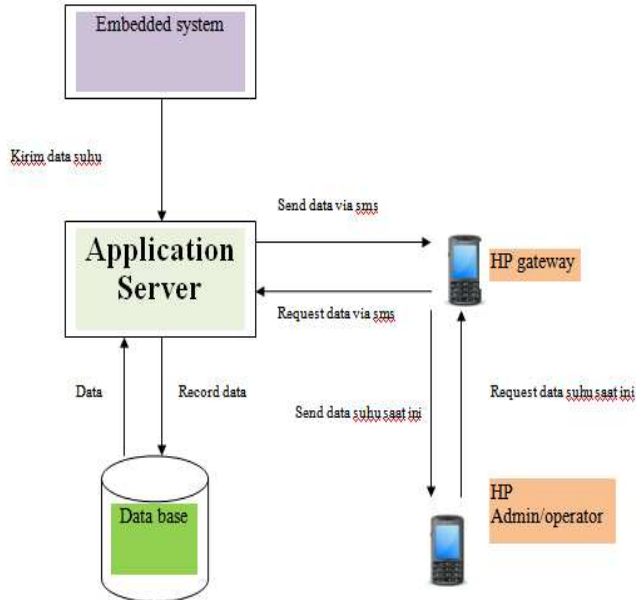 Embedded system
Kirim data suhu
Send data via sms
Application
Server
HP gateway
Request data via sms
Data
Record data
Send data suhu saat ini
Request data suhu saat ini
HP
Admin/operator
Data base